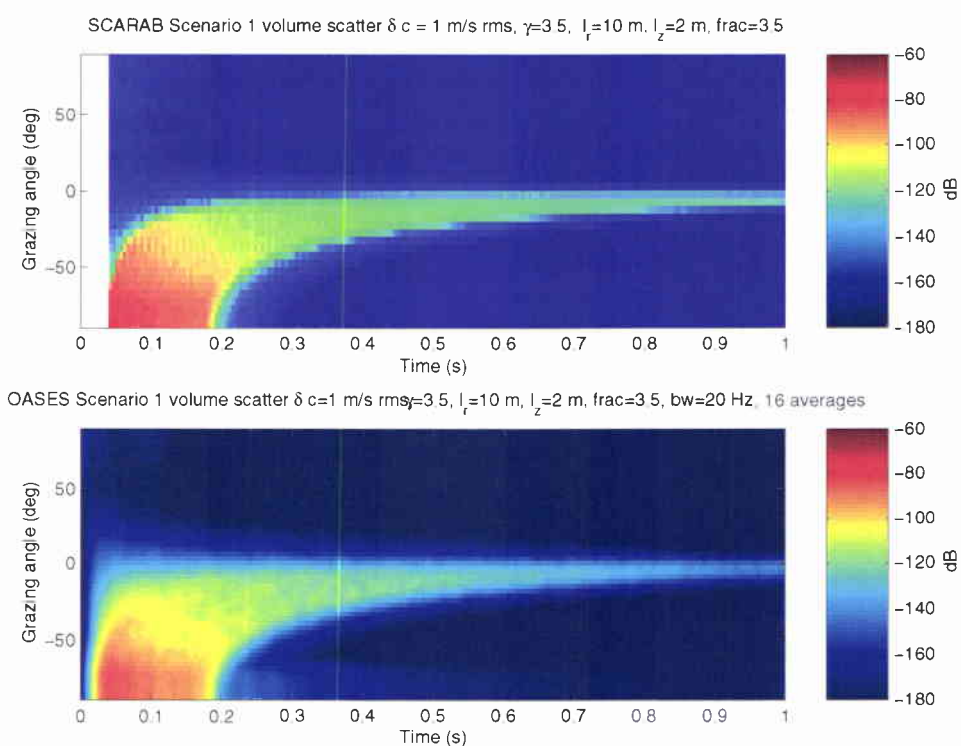 SCARAB Scenario 1 volume scatter δ c = 1 m/s rms, γ=3.5, l_r=10 m, l_z=2 m, frac=3.5
50
0
−50
Grazing angle (deg)
0 0.1 0.2 0.3 0.4 0.5 0.6 0.7 0.8 0.9 1
Time (s)
−60
−80
−100
−120
−140
−160
−180
dB
OASES Scenario 1 volume scatter δ c=1 m/s rms,γ=3.5, l_r=10 m, l_z=2 m, frac=3.5, bw=20 Hz, 16 averages
50
0
−50
Grazing angle (deg)
0 0.1 0.2 0.3 0.4 0.5 0.6 0.7 0.8 0.9 1
Time (s)
−60
−80
−100
−120
−140
−160
−180
dB